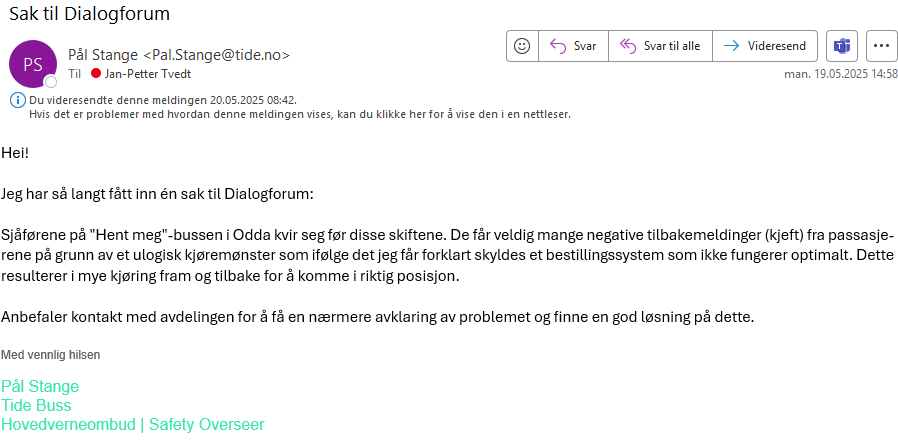 Sak til Dialogforum
PS
Pål Stange <Pal.Stange@tide.no>
Til Jan-Petter Tvedt
Svar
Svar til alle
Videresend
man. 19.05.2025 14:58
Du videresendte denne meldingen 20.05.2025 08:42.
Hvis det er problemer med hvordan denne meldingen vises, kan du klikke her for å vise den i en nettleser.
Hei!
Jeg har så langt fått inn én sak til Dialogforum:
Sjåførene på "Hent meg"-bussen i Odda kvir seg før disse skiftene. De får veldig mange negative tilbakemeldinger (kjeft) fra passasje-
rene på grunn av et ulogisk kjøremønster som ifølge det jeg får forklart skyldes et bestillingssystem som ikke fungerer optimalt. Dette
resulterer i mye kjøring fram og tilbake for å komme i riktig posisjon.
Anbefaler kontakt med avdelingen for å få en nærmere avklaring av problemet og finne en god løsning på dette.
Med vennlig hilsen
Pål Stange
Tide Buss
Hovedverneombud | Safety Overseer